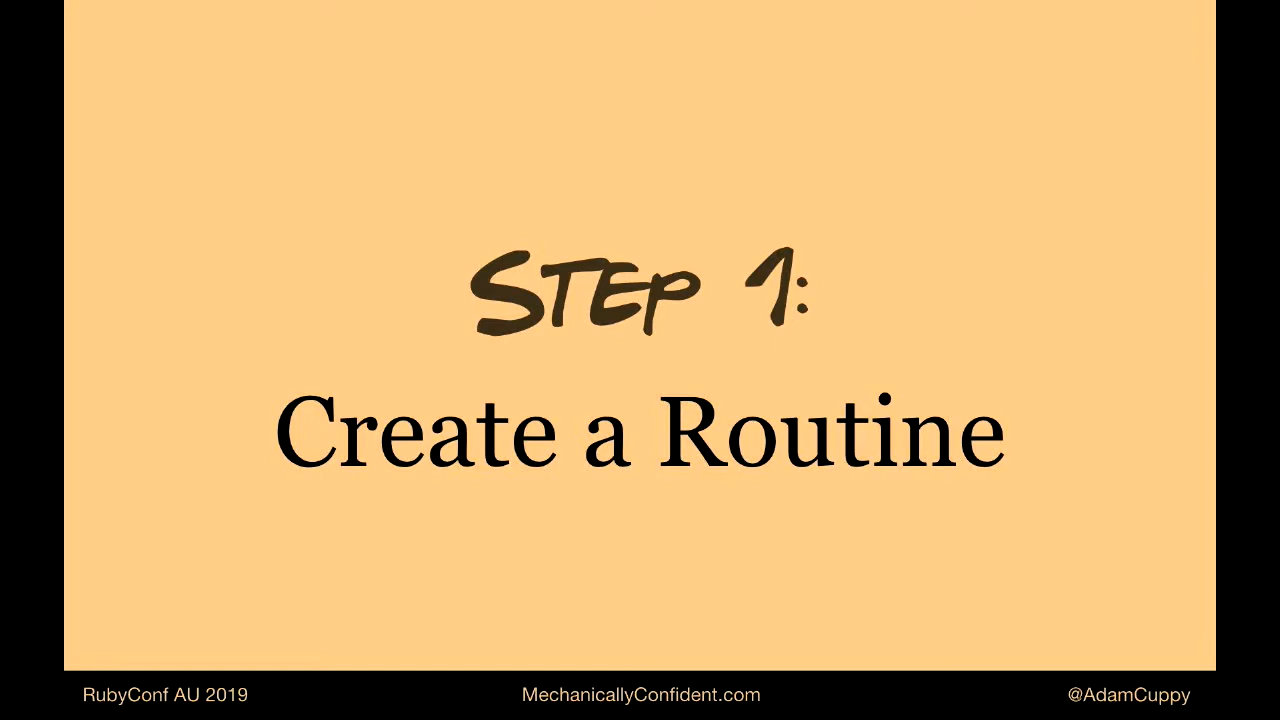 STEP 1:
Create a Routine
RubyConf AU 2019
MechanicallyConfident.com
@AdamCuppy